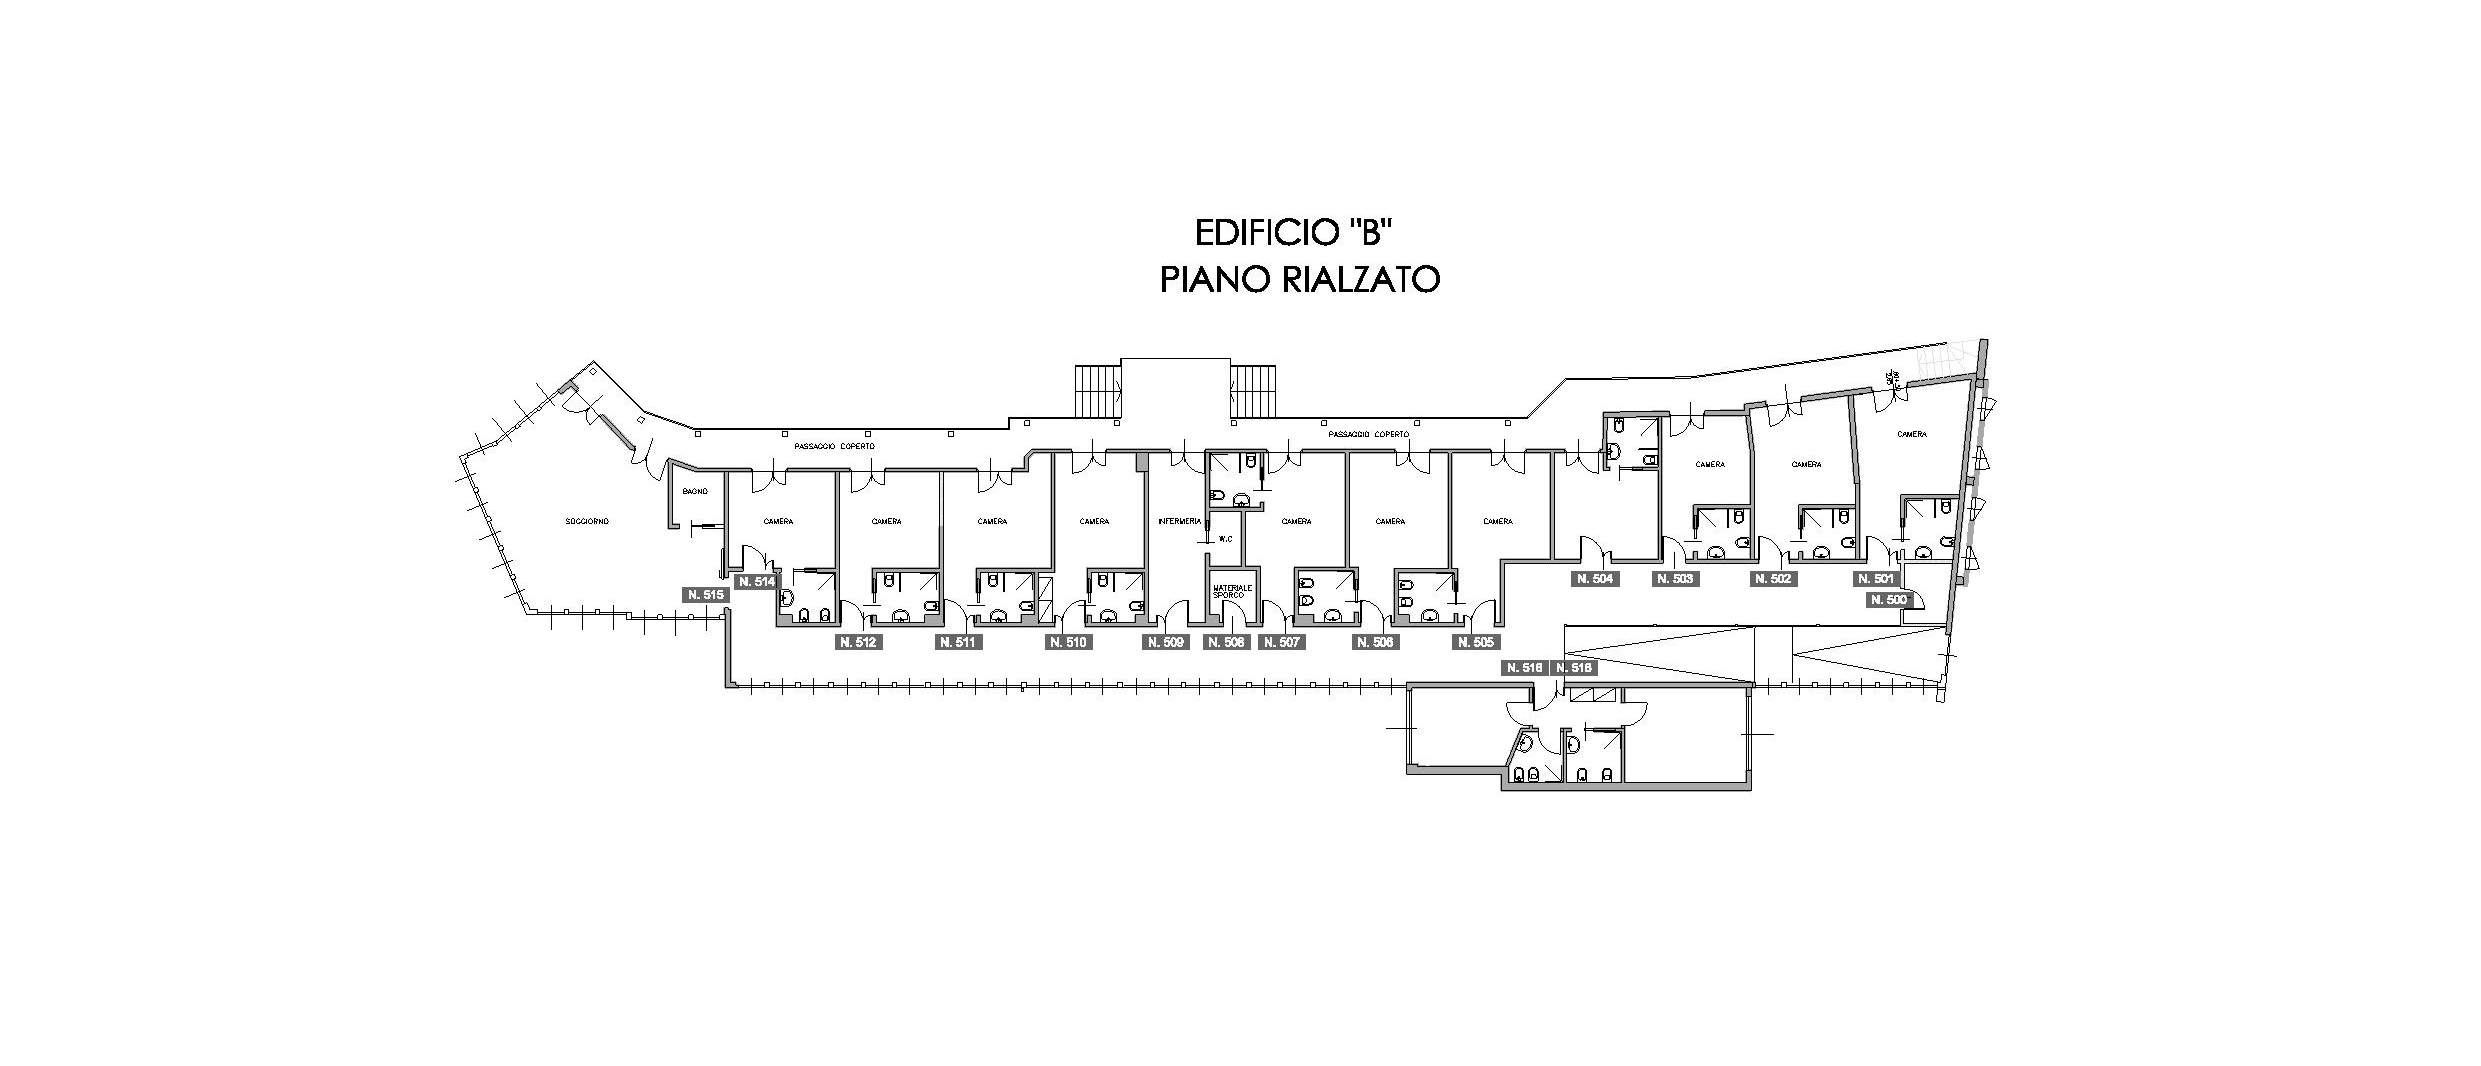 EDIFICIO "B"
PIANO RIALZATO
PASSAGGIO COPERTO
PASSAGGIO COPERTO
CAMERA
CAMERA
CAMERA
BAGNO
SOGGIORNO
CAMERA
CAMERA
CAMERA
CAMERA
INFERMERIA
CAMERA
CAMERA
CAMERA
W.C
MATERIALE
SPORCO
N. 515
N. 514
N. 504
N. 503
N. 502
N. 501
N. 500
N. 512
N. 511
N. 510
N. 509
N. 508
N. 507
N. 506
N. 505
N. 516
N. 516